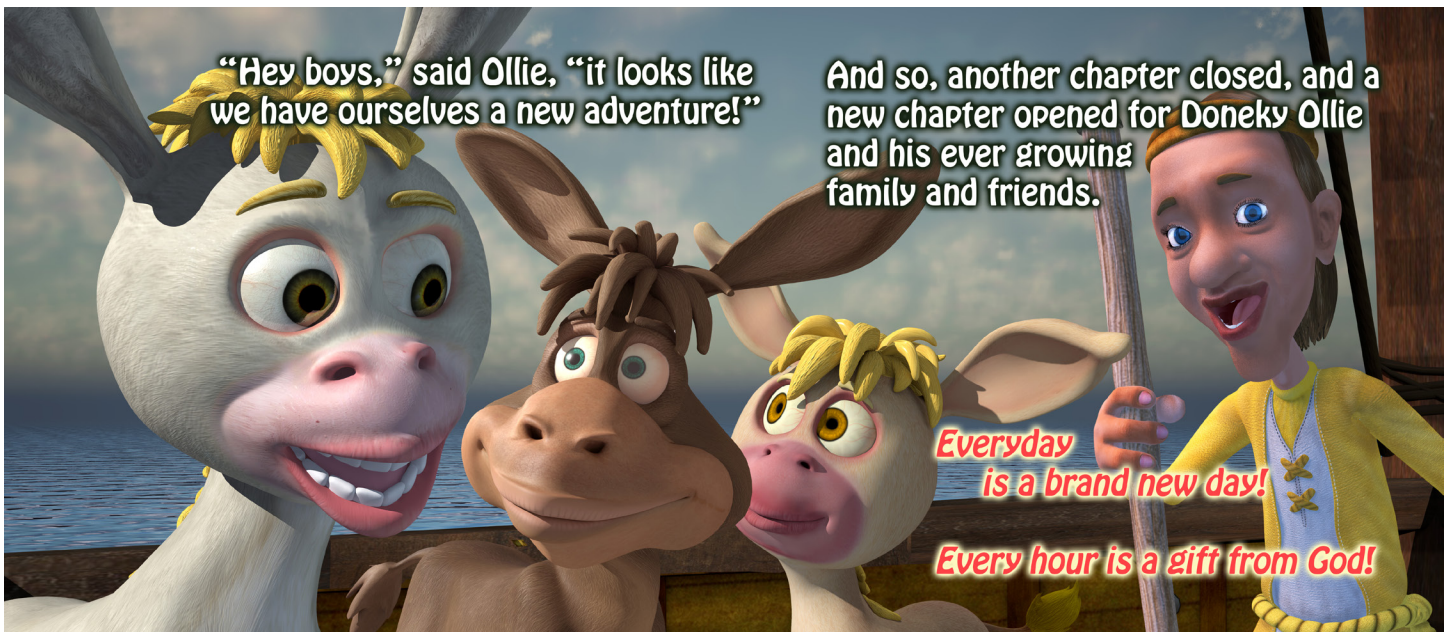 “Hey boys,” said Ollie, “it looks like
we have ourselves a new adventure!”
And so, another chapter closed, and a
new chapter opened for Doneky Ollie
and his ever growing
family and friends.
Everyday
is a brand new day!
Every hour is a gift from God!